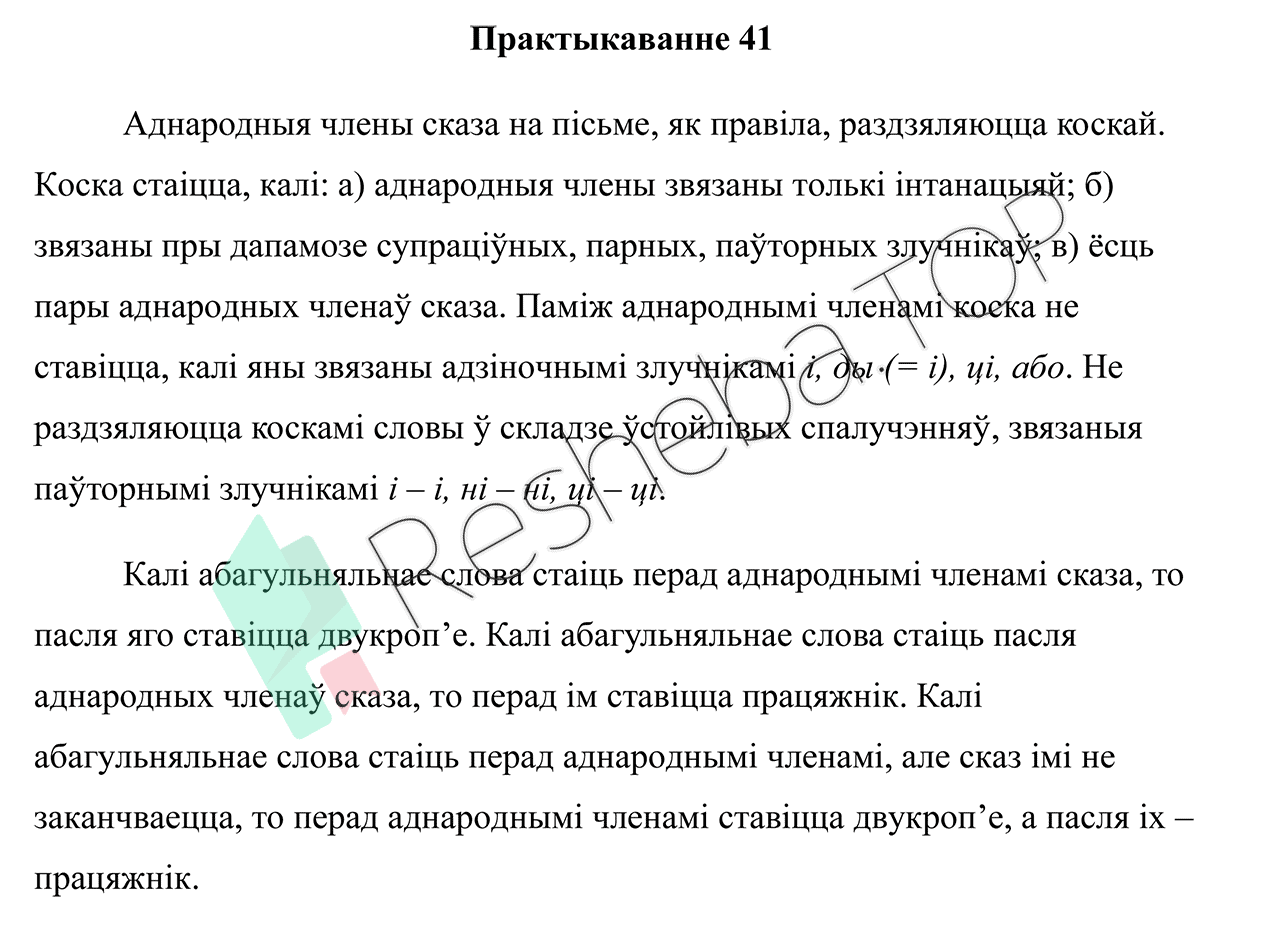 Практыкаванне 41
Аднародныя члены сказа на пісьме, як правіла, раздзяляюцца коскай.
Коска стаіцца, калі: а) аднародныя члены звязаны толькі інтанацыяй; б)
звязаны пры дапамозе супраціўных, парных, паўторных злучнікаў; в) ёсць
пары аднародных членаў сказа. Паміж аднароднымі членамі коска не
ставіцца, калі яны звязаны адзіночнымі злучнікамі і, ды (= і), ці, або. Не
раздзяляюцца коскамі словы ў складзе ўстойлівых спалучэнняў, звязаныя
паўторнымі злучнікамі і – і, ні – ні, ці – ці.
Калі абагульняльнае слова стаіць перад аднароднымі членамі сказа, то
пасля яго ставіцца двукроп’е. Калі абагульняльнае слова стаіць пасля
аднародных членаў сказа, то перад ім ставіцца працяжнік. Калі
абагульняльнае слова стаіць перад аднароднымі членамі, але сказ імі не
заканчваецца, то перад аднароднымі членамі ставіцца двукроп’е, а пасля іх –
працяжнік.
Resheba.TOP